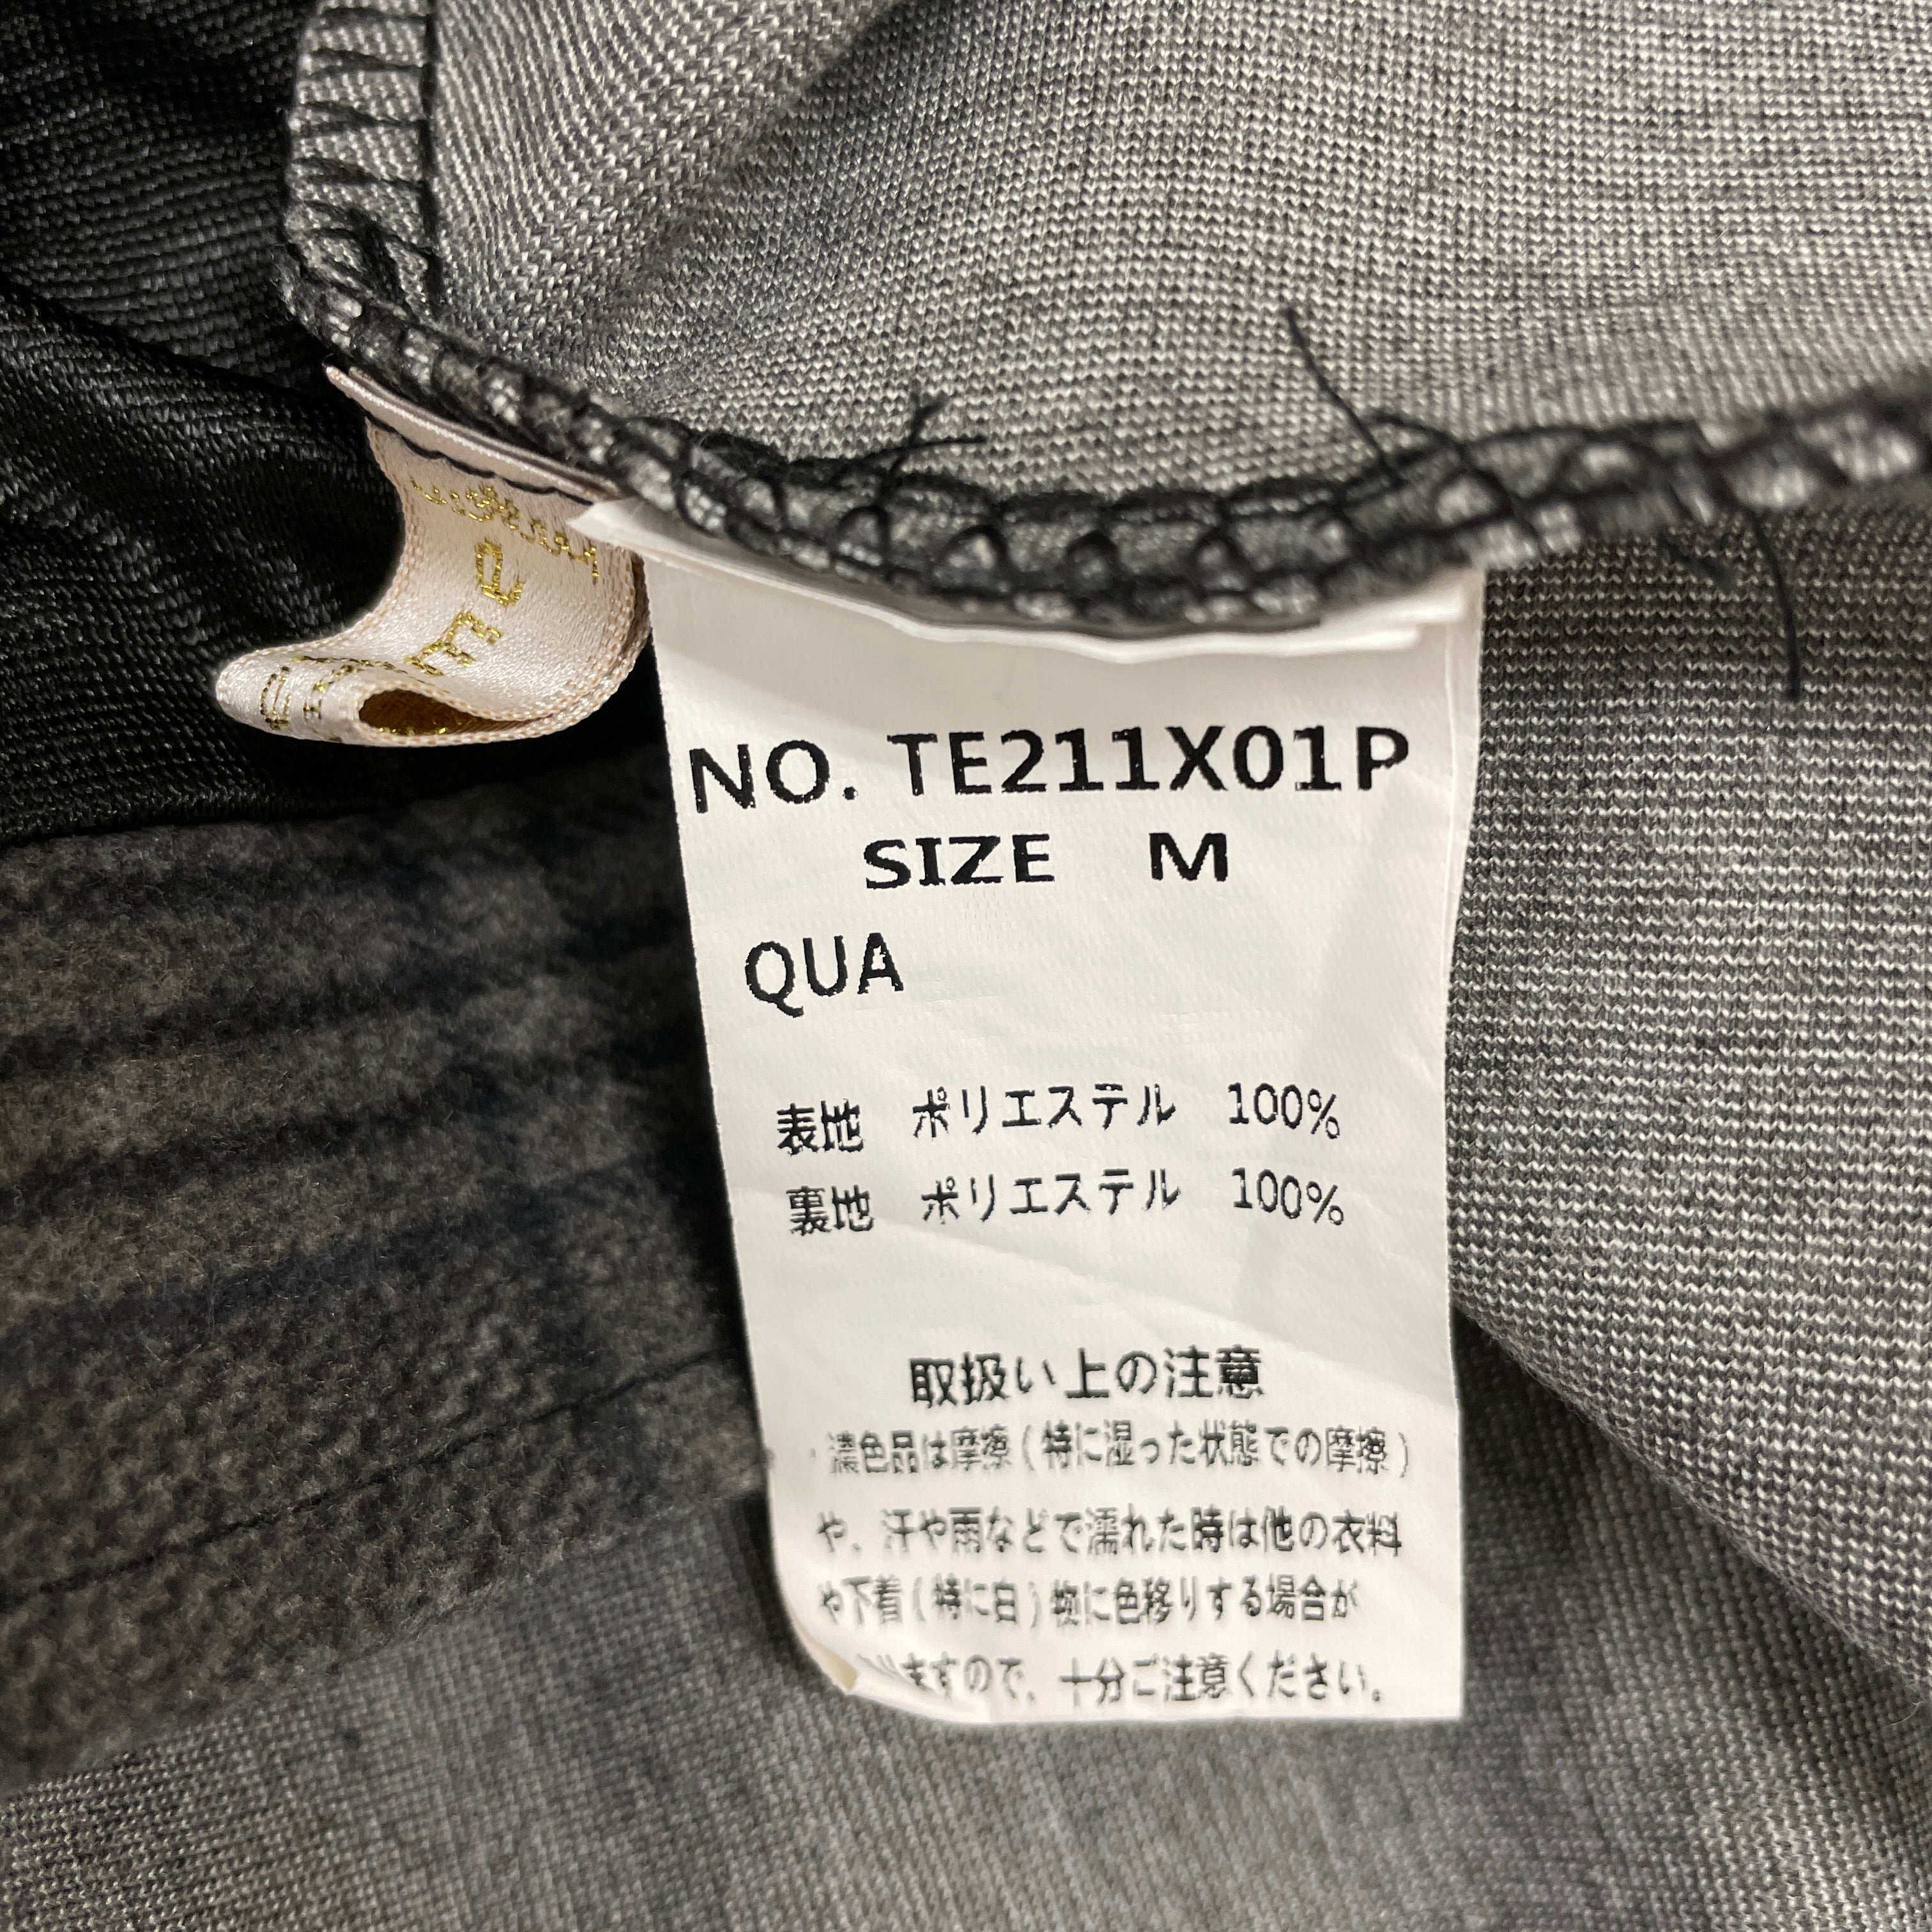 NO. TE211X01P
SIZE M
QUA
表地 ポリエステル 100%
裏地 ポリエステル 100%
取扱い上の注意
・濃色品は摩擦(特に湿った状態での摩擦)
や、汗や雨などで濡れた時は他の衣料
や下着(特に白)物に色移りする場合が
ますので、十分ご注意ください。